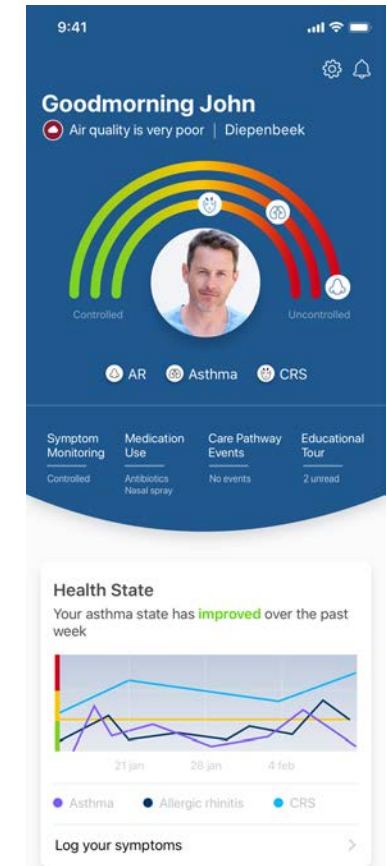 9:41
Goodmorning John
Air quality is very poor | Diepenbeek
Controlled
Uncontrolled
AR Asthma CRS
Symptom Monitoring
Controlled
Medication Use
Antibiotics
Nasal spray
Care Pathway Events
No events
Educational Tour
2 unread
Health State
Your asthma state has improved over the past
week
21 jan 28 jan 4 feb
Asthma Allergic rhinitis CRS
Log your symptoms